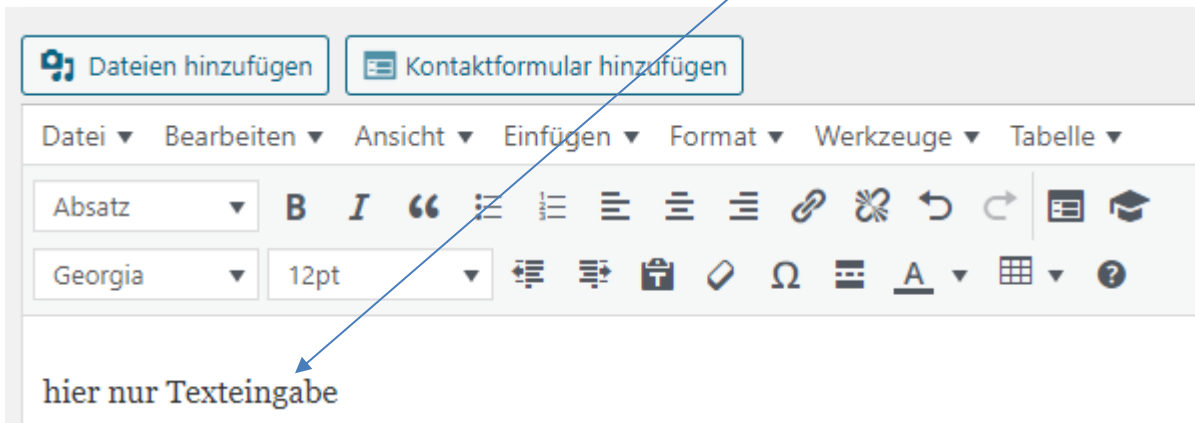 Dateien hinzufügen Kontaktformular hinzufügen
Datei Bearbeiten Ansicht Einfügen Format Werkzeuge Tabelle
Absatz B I
Georgia 12pt Ω A
hier nur Texteingabe